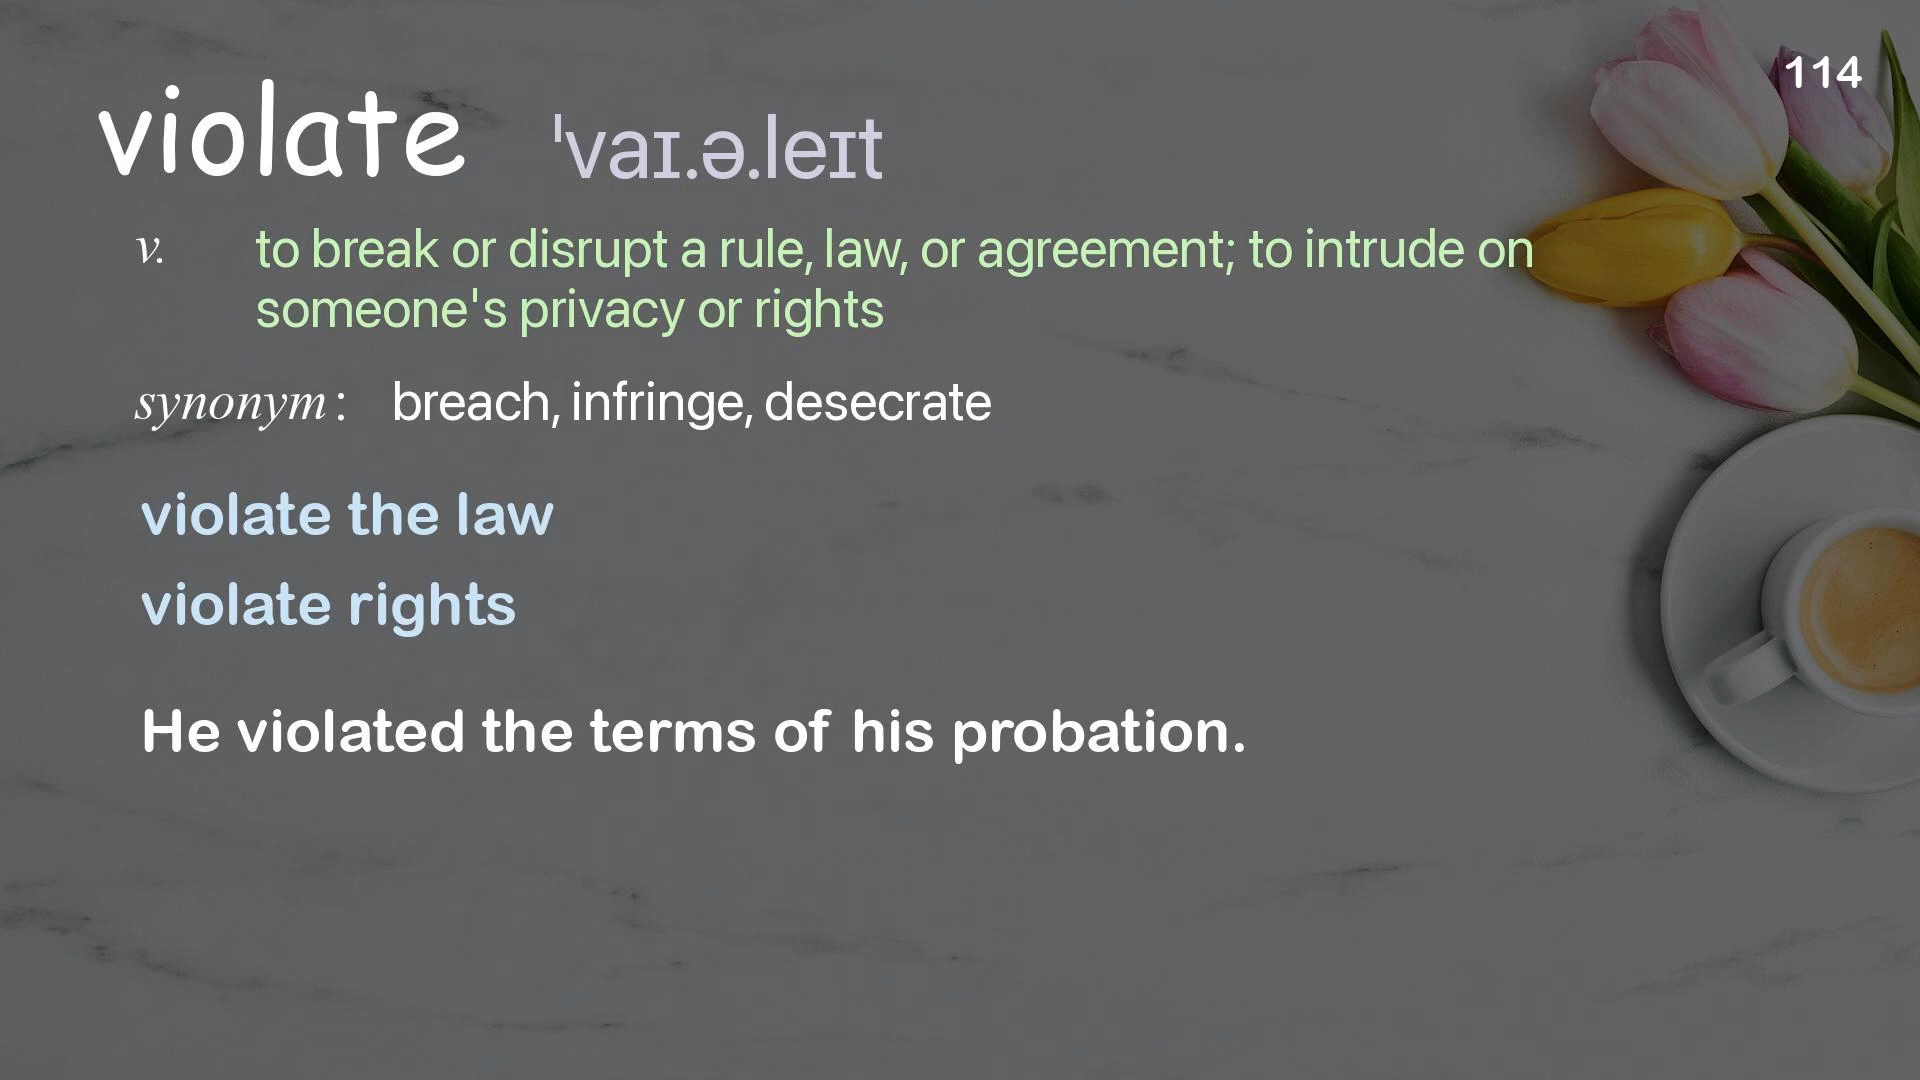 114
violate ˈvaɪ.ə.leɪt
v. to break or disrupt a rule, law, or agreement; to intrude on
someone's privacy or rights
synonym: breach, infringe, desecrate
violate the law
violate rights
He violated the terms of his probation.